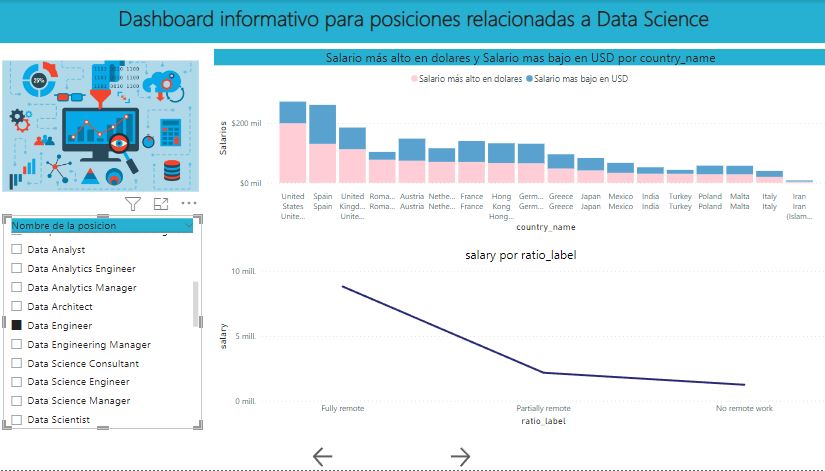 Dashboard informativo para posiciones relacionadas a Data Science
29%
Nombre de la posicion
Data Analyst
Data Analytics Engineer
Data Analytics Manager
Data Architect
Data Engineer
Data Engineering Manager
Data Science Consultant
Data Science Engineer
Data Science Manager
Data Scientist
Salario más alto en dolares y Salario mas bajo en USD por country_name
Salario más alto en dolares Salario mas bajo en USD
Salarios
$200 mil
$0 mil
United Spain United Roma... Austria Nethe... France Hong Germ... Greece Japan Mexico India Turkey Poland Malta Italy Iran
States Spain Kingd... Roma... Austria Nethe... France Kong Germ... Greece Japan Mexico India Turkey Poland Malta Italy Iran
Unite... Unite... Hong... (Islam...
country_name
salary por ratio_label
salary
10 mill.
5 mill.
0 mill.
Fully remote Partially remote No remote work
ratio_label